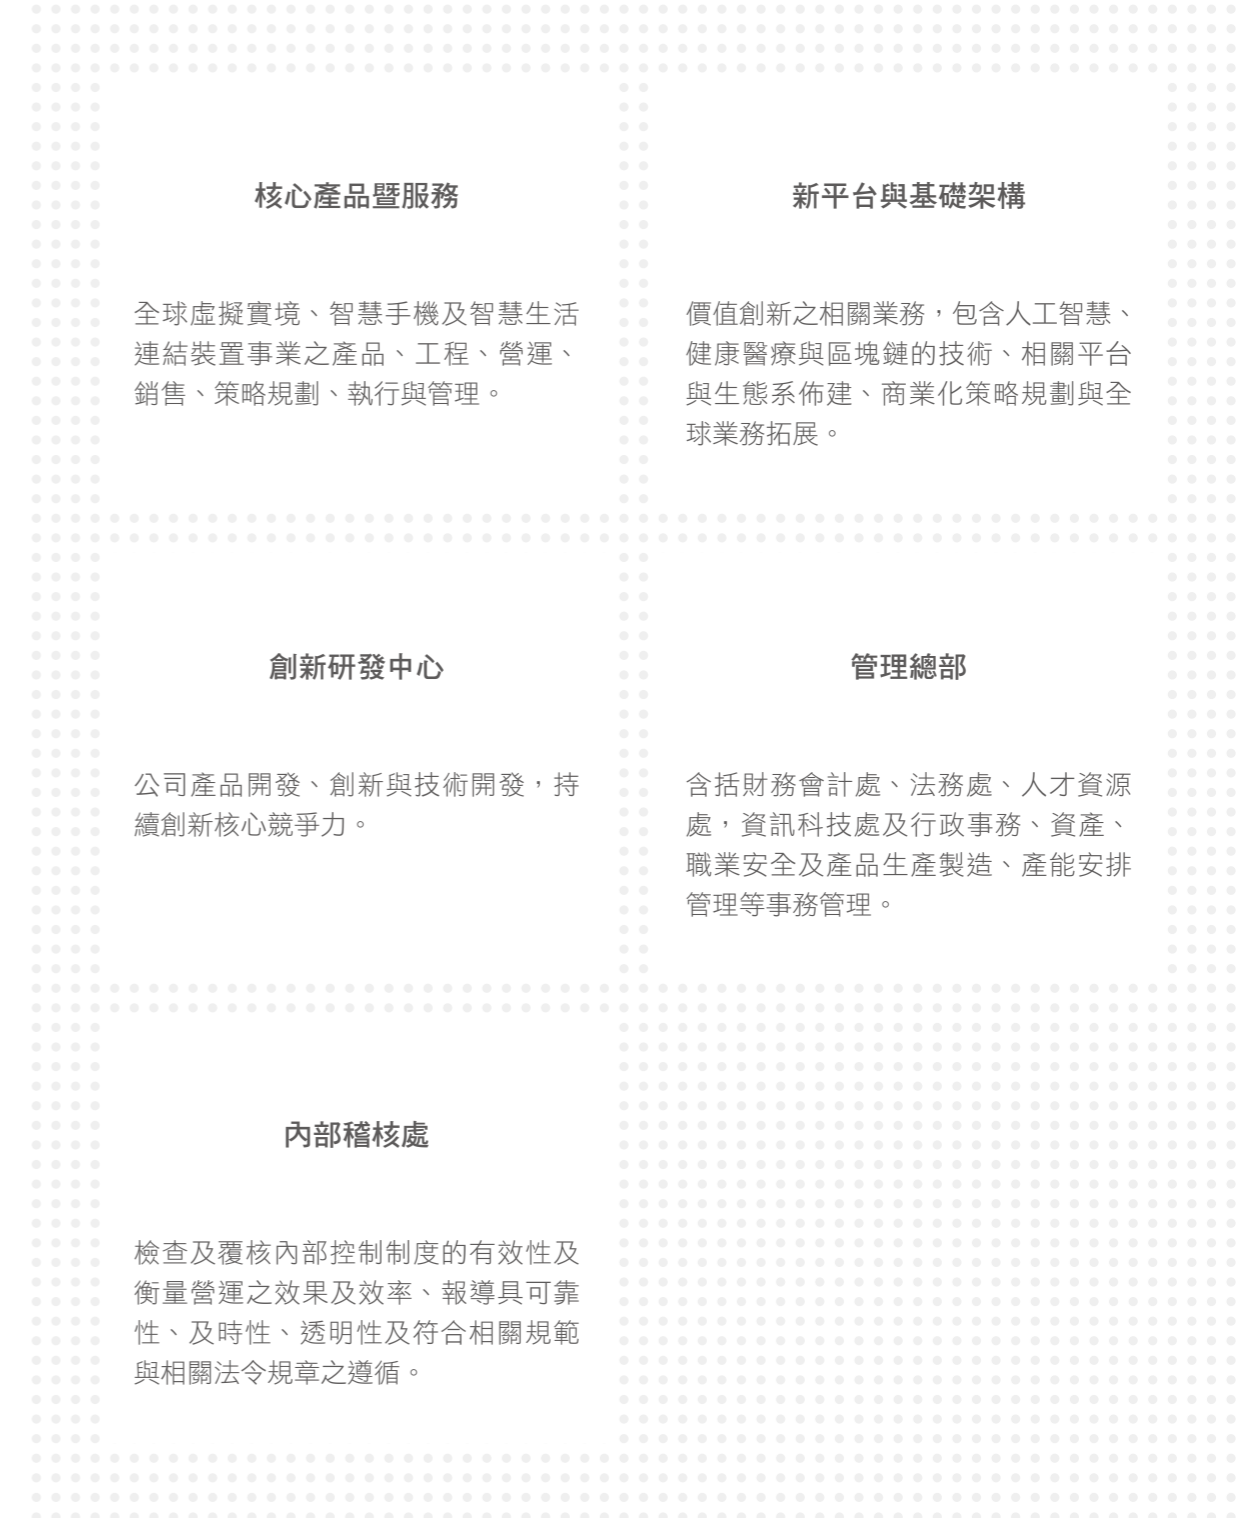 核心產品暨服務
全球虛擬實境、智慧手機及智慧生活
連結裝置事業之產品、工程、營運、
銷售、策略規劃、執行與管理。
新平台與基礎架構
價值創新之相關業務，包含人工智慧、
健康醫療與區塊鏈的技術、相關平台
與生態系佈建、商業化策略規劃與全
球業務拓展。
創新研發中心
公司產品開發、創新與技術開發，持
續創新核心競爭力。
管理總部
含括財務會計處、法務處、人才資源
處，資訊科技處及行政事務、資產、
職業安全及產品生產製造、產能安排
管理等事務管理。
內部稽核處
檢查及覆核內部控制制度的有效性及
衡量營運之效果及效率、報導具可靠
性、及時性、透明性及符合相關規範
與相關法令規章之遵循。